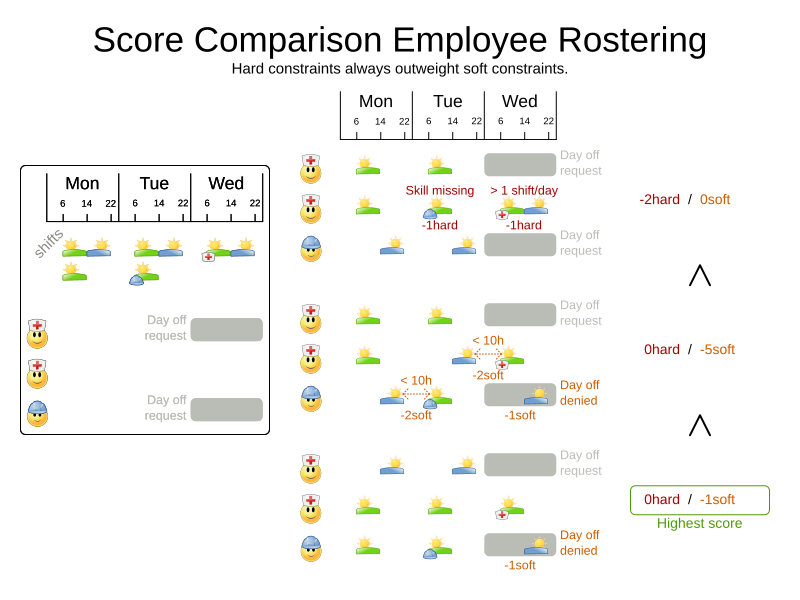 Score Comparison Employee Rostering
Hard constraints always outweight soft constraints.
Mon Tue Wed
6 14 22 6 14 22 6 14 22
shifts
Day off
request
Day off
request
Mon Tue Wed
6 14 22 6 14 22 6 14 22
Day off
request
Skill missing > 1 shift/day
-1hard -1hard
Day off
request
-2hard / 0soft
Day off
request
< 10h
-2soft
< 10h
-2soft
Day off
denied
-1soft
0hard / -5soft
Day off
request
Day off
denied
-1soft
0hard / -1soft
Highest score